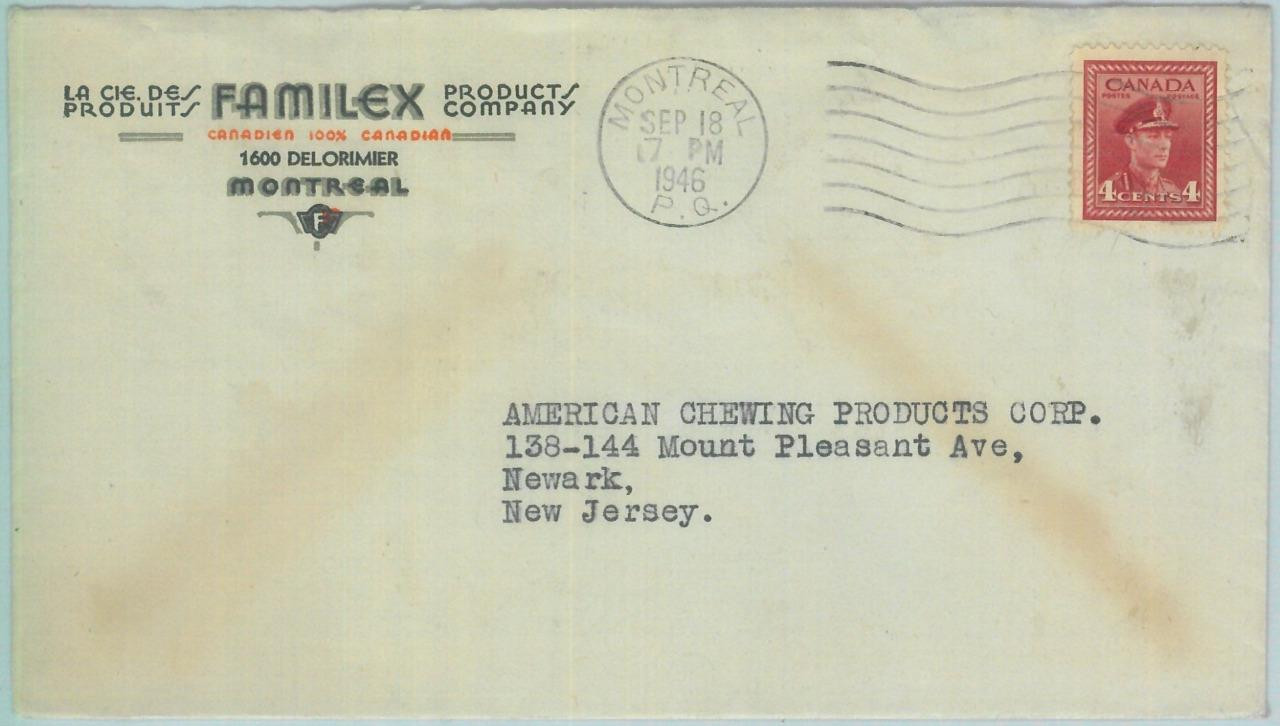 LA CIE. DES PRODUITS FAMILEX PRODUCTS COMPANY
CANADIEN 100% CANADIAN
1600 DELORIMIER
MONTREAL
F
MONTREAL
SEP 18
7 PM
1946
P.Q.
CANADA
POSTES POSTAGE
4 CENTS 4
AMERICAN CHEWING PRODUCTS CORP.
138-144 Mount Pleasant Ave,
Newark,
New Jersey.